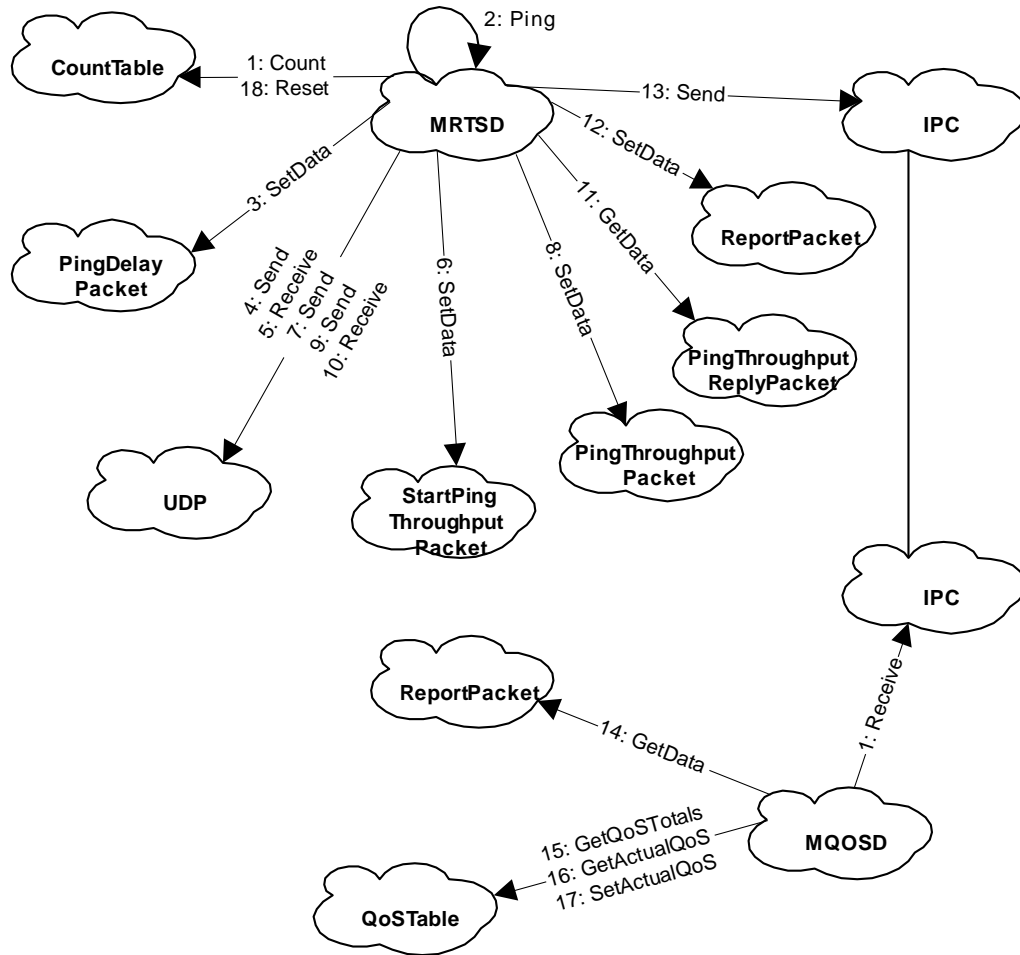 2: Ping
CountTable
1: Count
18: Reset
MRTSD
13: Send
IPC
12: SetData
3: SetData
11: GetData
ReportPacket
PingDelay
Packet
4: Send
5: Receive
7: Send
9: Send
10: Receive
6: SetData
8: SetData
PingThroughput
ReplyPacket
PingThroughput
Packet
UDP
StartPing
Throughput
Packet
IPC
ReportPacket
1: Receive
14: GetData
15: GetQoSTotals
16: GetActualQoS
17: SetActualQoS
MQOSD
QoSTable